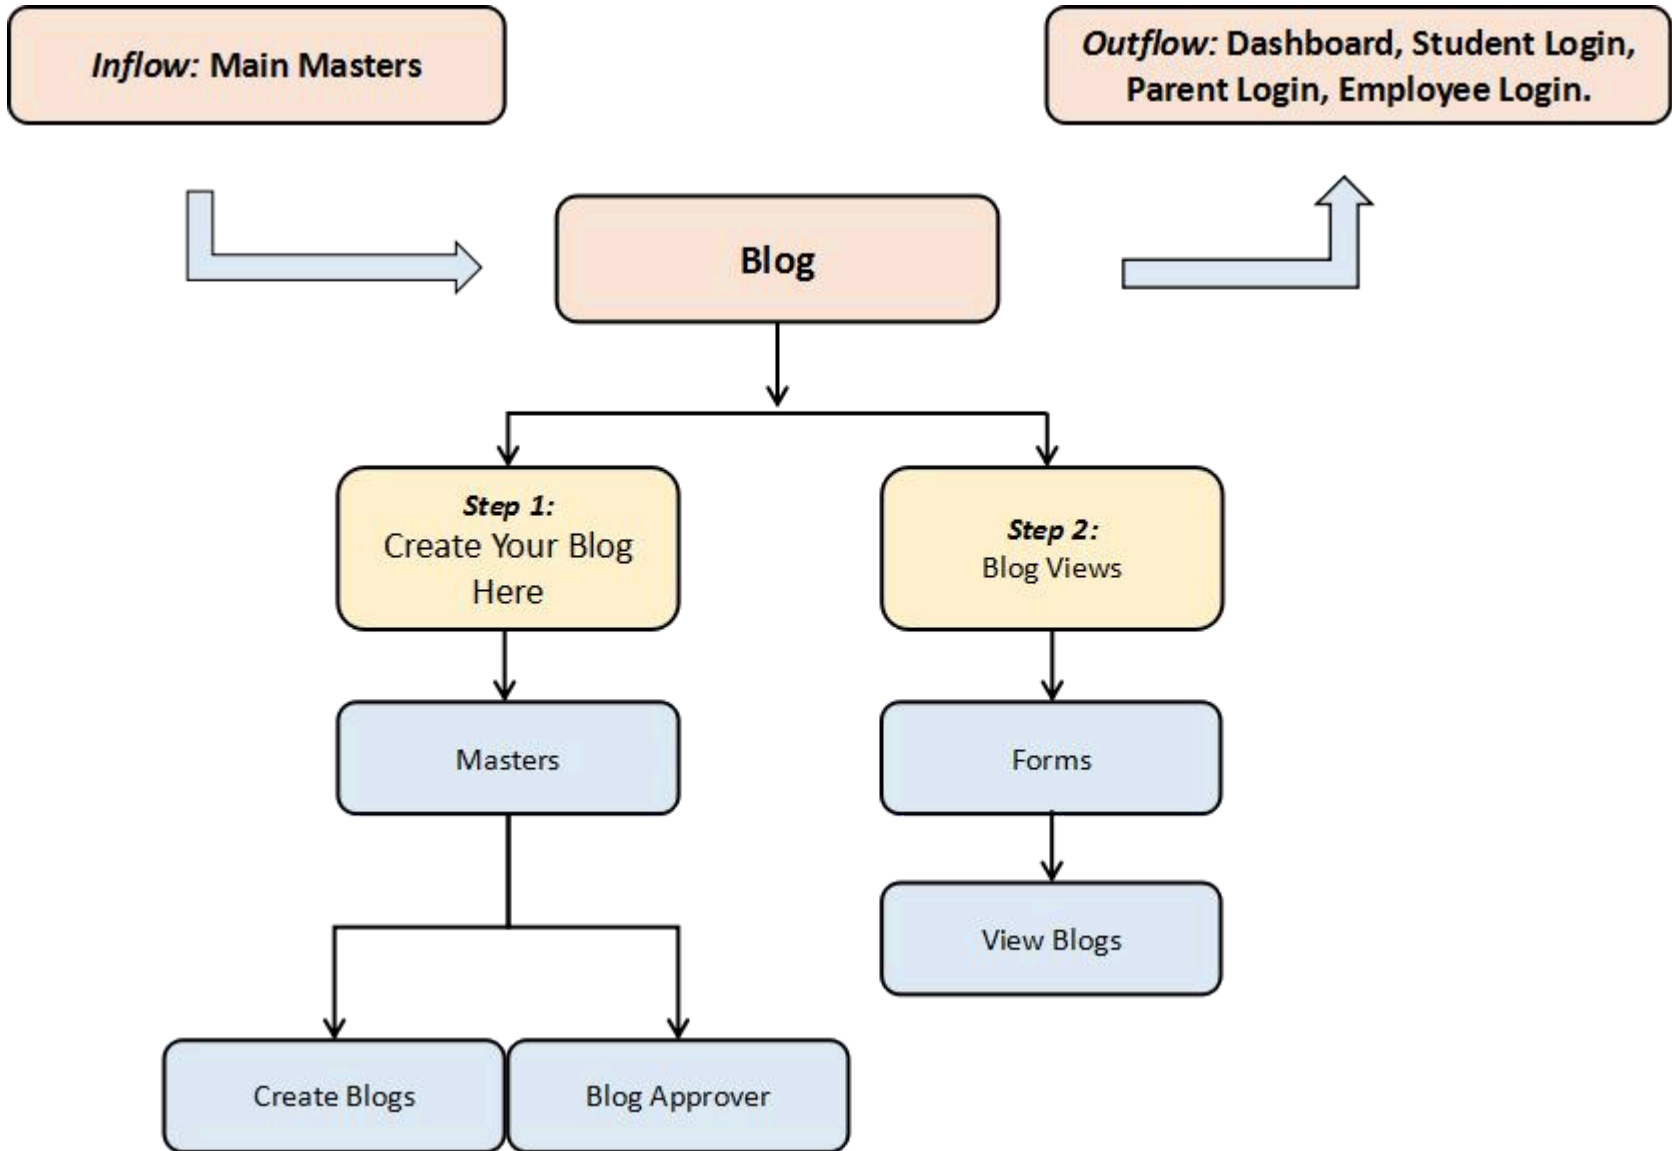 Inflow: Main Masters
Outflow: Dashboard, Student Login,
Parent Login, Employee Login.
Blog
Step 1:
Create Your Blog
Here
Step 2:
Blog Views
Masters
Forms
View Blogs
Create Blogs
Blog Approver